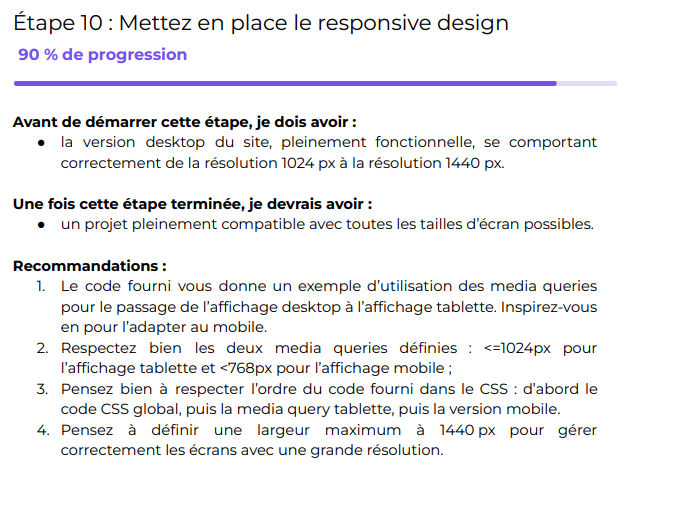 Étape 10 : Mettez en place le responsive design
90 % de progression
Avant de démarrer cette étape, je dois avoir :
● la version desktop du site, pleinement fonctionnelle, se comportant
correctement de la résolution 1024 px à la résolution 1440 px.
Une fois cette étape terminée, je devrais avoir :
● un projet pleinement compatible avec toutes les tailles d’écran possibles.
Recommandations :
1. Le code fourni vous donne un exemple d’utilisation des media queries
pour le passage de l’affichage desktop à l’affichage tablette. Inspirez-vous
en pour l’adapter au mobile.
2. Respectez bien les deux media queries définies : <=1024px pour
l’affichage tablette et <768px pour l’affichage mobile ;
3. Pensez bien à respecter l’ordre du code fourni dans le CSS : d’abord le
code CSS global, puis la media query tablette, puis la version mobile.
4. Pensez à définir une largeur maximum à 1440 px pour gérer
correctement les écrans avec une grande résolution.